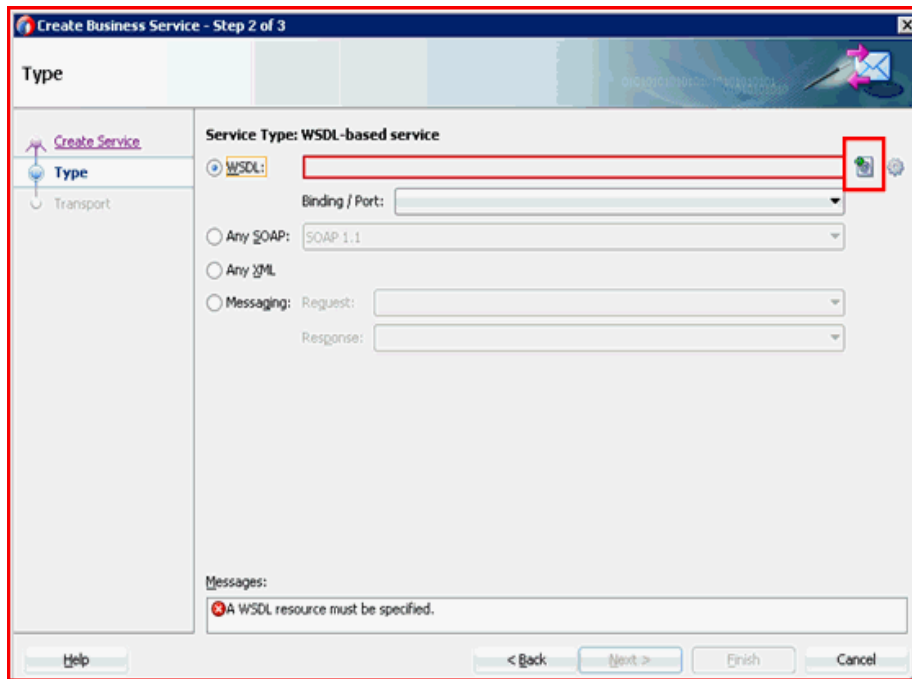 Create Business Service - Step 2 of 3
Type
Create Service
Type
Transport
Service Type: WSDL-based service
WSDL:
Binding / Port:
Any SOAP: SOAP 1.1
Any XML
Messaging: Request:
Response:
Messages:
A WSDL resource must be specified.
Help < Back Next > Finish Cancel